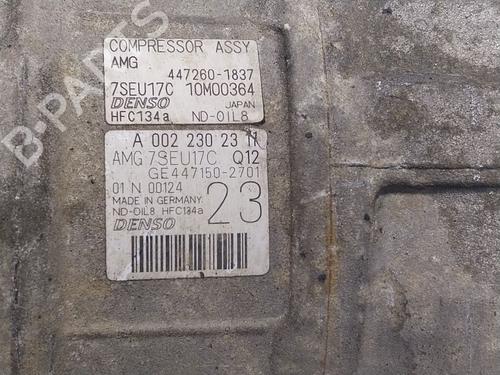 COMPRESSOR ASSY
AMG
447260-1837
7SEU17C 10M00364
DENSO JAPAN
HFC134a ND-OIL8
A 002 230 23 11
AMG 7SEU17C Q12
GE447150-2701
01 N 00124 23
MADE IN GERMANY
ND-OIL8 HFC134a
DENSO
B-PARTS